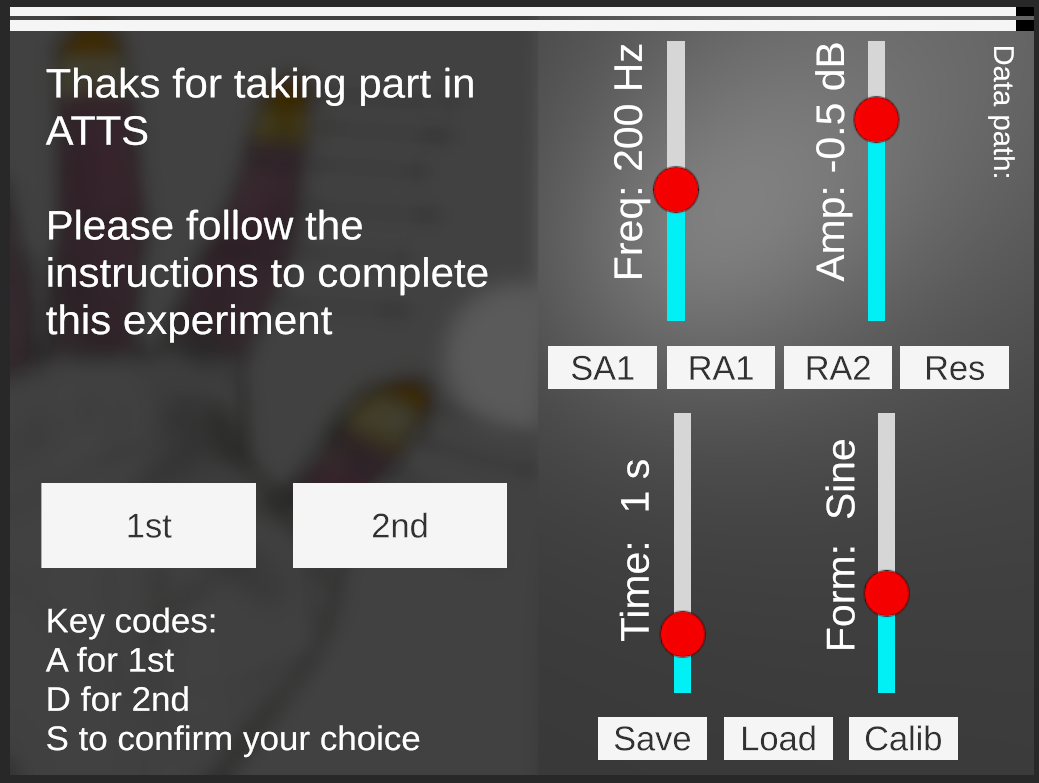 Thaks for taking part in
ATTS
Please follow the
instructions to complete
this experiment
1st
2nd
Key codes:
A for 1st
D for 2nd
S to confirm your choice
Freq: 200 Hz
Amp: -0.5 dB
Data path:
SA1
RA1
RA2
Res
Time: 1 s
Form: Sine
Save
Load
Calib